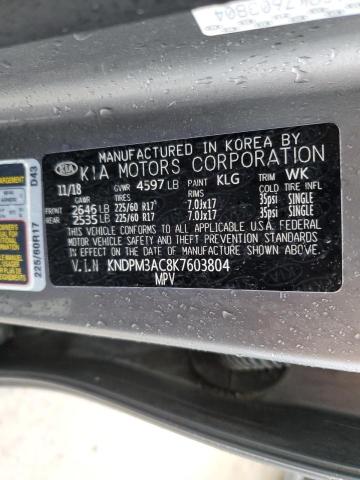 7603804
MANUFACTURED IN KOREA BY
KIA KIA MOTORS CORPORATION
11/18 GVWR 4597 LB PAINT KLG TRIM WK
GAWR TIRES RIMS COLD TIRE INFL
FRONT 2646 LB 225/60 R17 7.0Jx17 35psi SINGLE
REAR 2535 LB 225/60 R17 7.0Jx17 35psi SINGLE
THIS VEHICLE CONFORMS TO ALL APPLICABLE U.S.A. FEDERAL
MOTOR VEHICLE SAFETY, BUMPER, AND THEFT PREVENTION STANDARDS
IN EFFECT ON THE DATE OF MANUFACTURE SHOWN ABOVE.
V.I.N KNDPM3AC8K7603804
MPV
D43
225/60R17